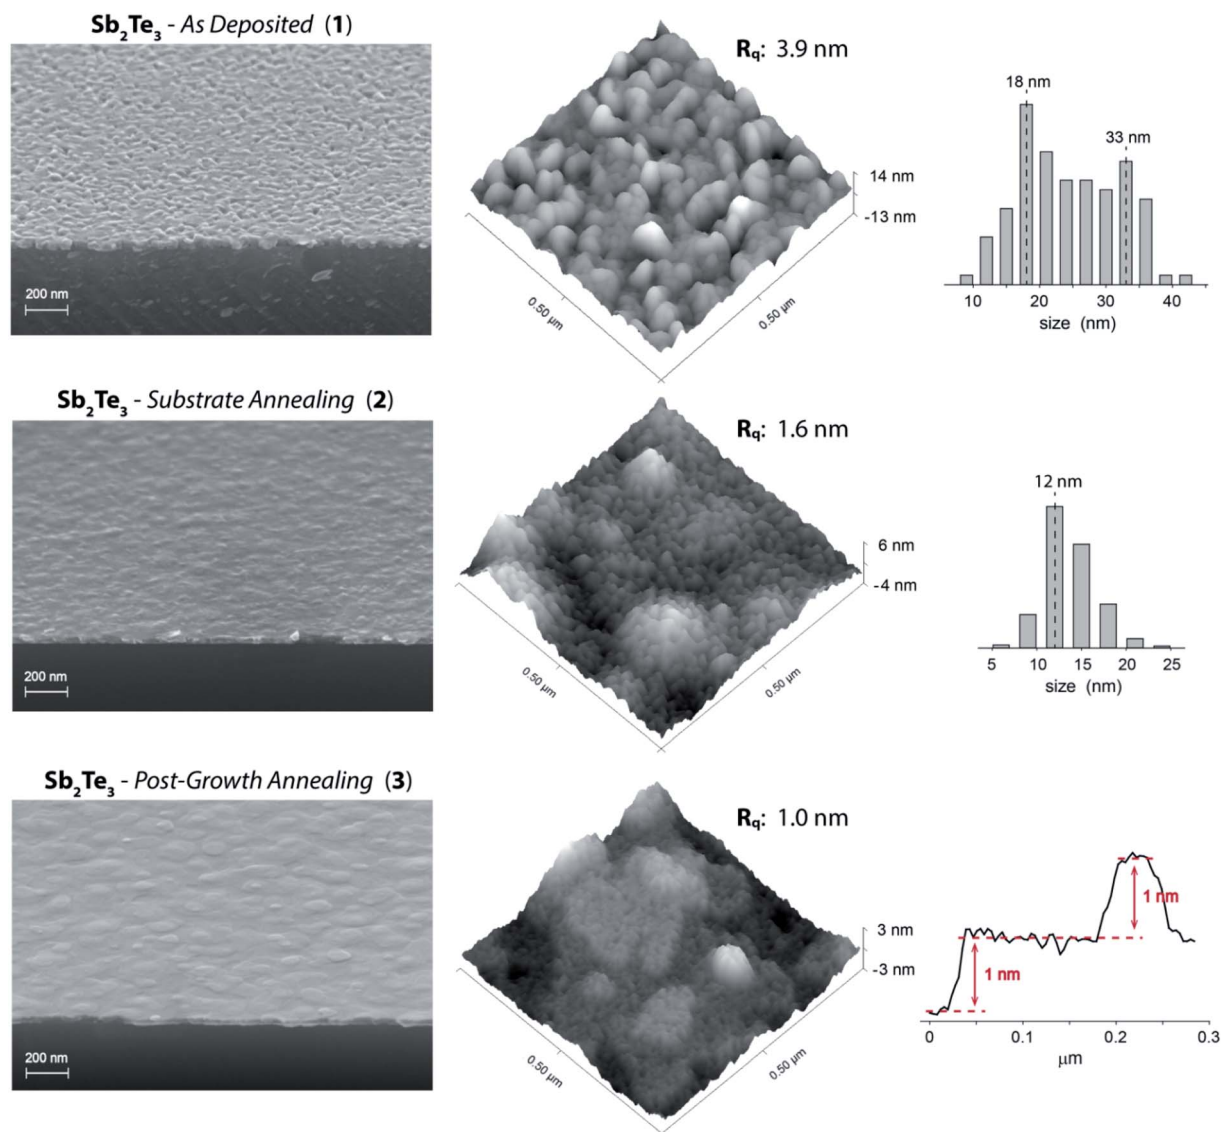 Sb2Te3 - As Deposited (1)
200 nm
Rq: 3.9 nm
14 nm
-13 nm
0.50 µm
0.50 µm
18 nm
33 nm
10 20 30 40
size (nm)
Sb2Te3 - Substrate Annealing (2)
200 nm
Rq: 1.6 nm
6 nm
-4 nm
0.50 µm
0.50 µm
12 nm
5 10 15 20 25
size (nm)
Sb2Te3 - Post-Growth Annealing (3)
200 nm
Rq: 1.0 nm
3 nm
-3 nm
0.50 µm
0.50 µm
1 nm
1 nm
0 0.1 0.2 0.3
µm